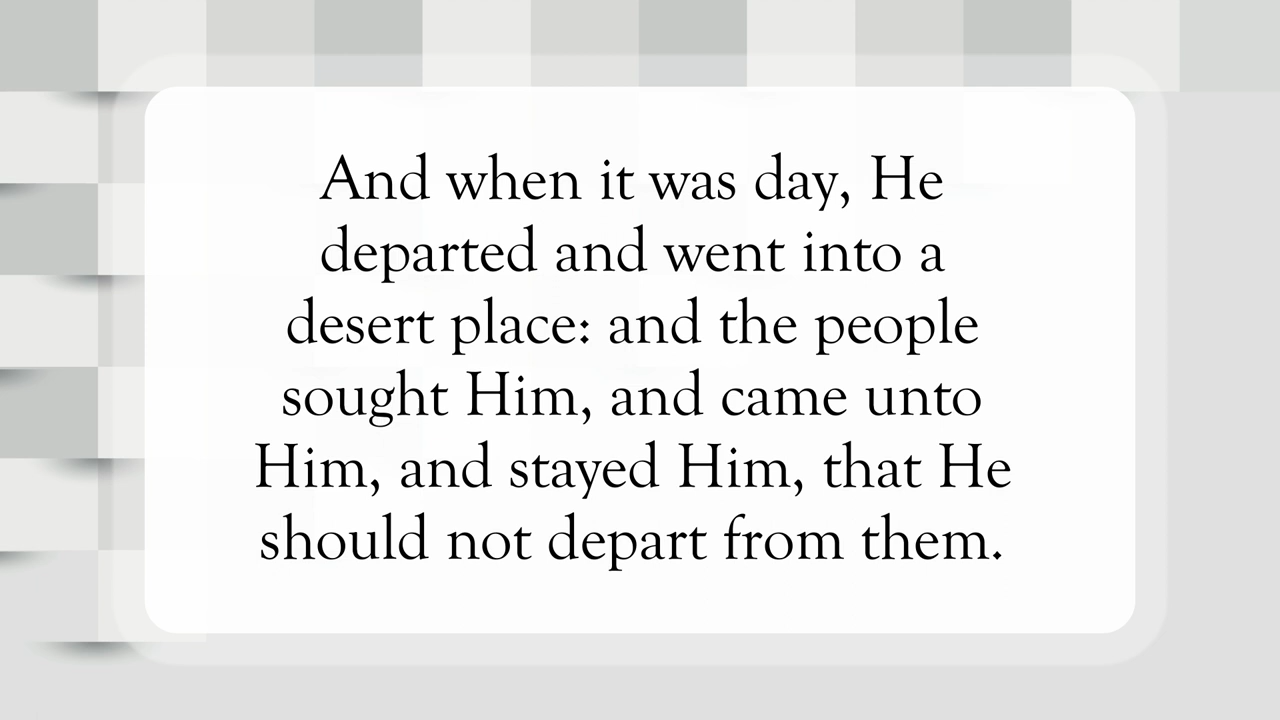 And when it was day, He
departed and went into a
desert place: and the people
sought Him, and came unto
Him, and stayed Him, that He
should not depart from them.